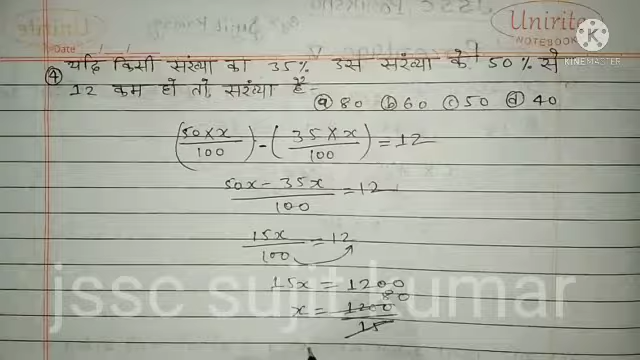 Unirite
Date / /
Unirite
NOTEBOOK
KINEMASTER
④ यदि किसी संख्या का 35% उस संख्या के 50% से
12 कम हो तो, संख्या है-
ⓐ 80 ⓑ 60 ⓒ 50 ⓓ 40
(50×x/100) - (35×x/100) = 12
50x - 35x/100 = 12
15x/100 = 12
15x = 1200
x = 1200/15 80
jssc sujit kumar